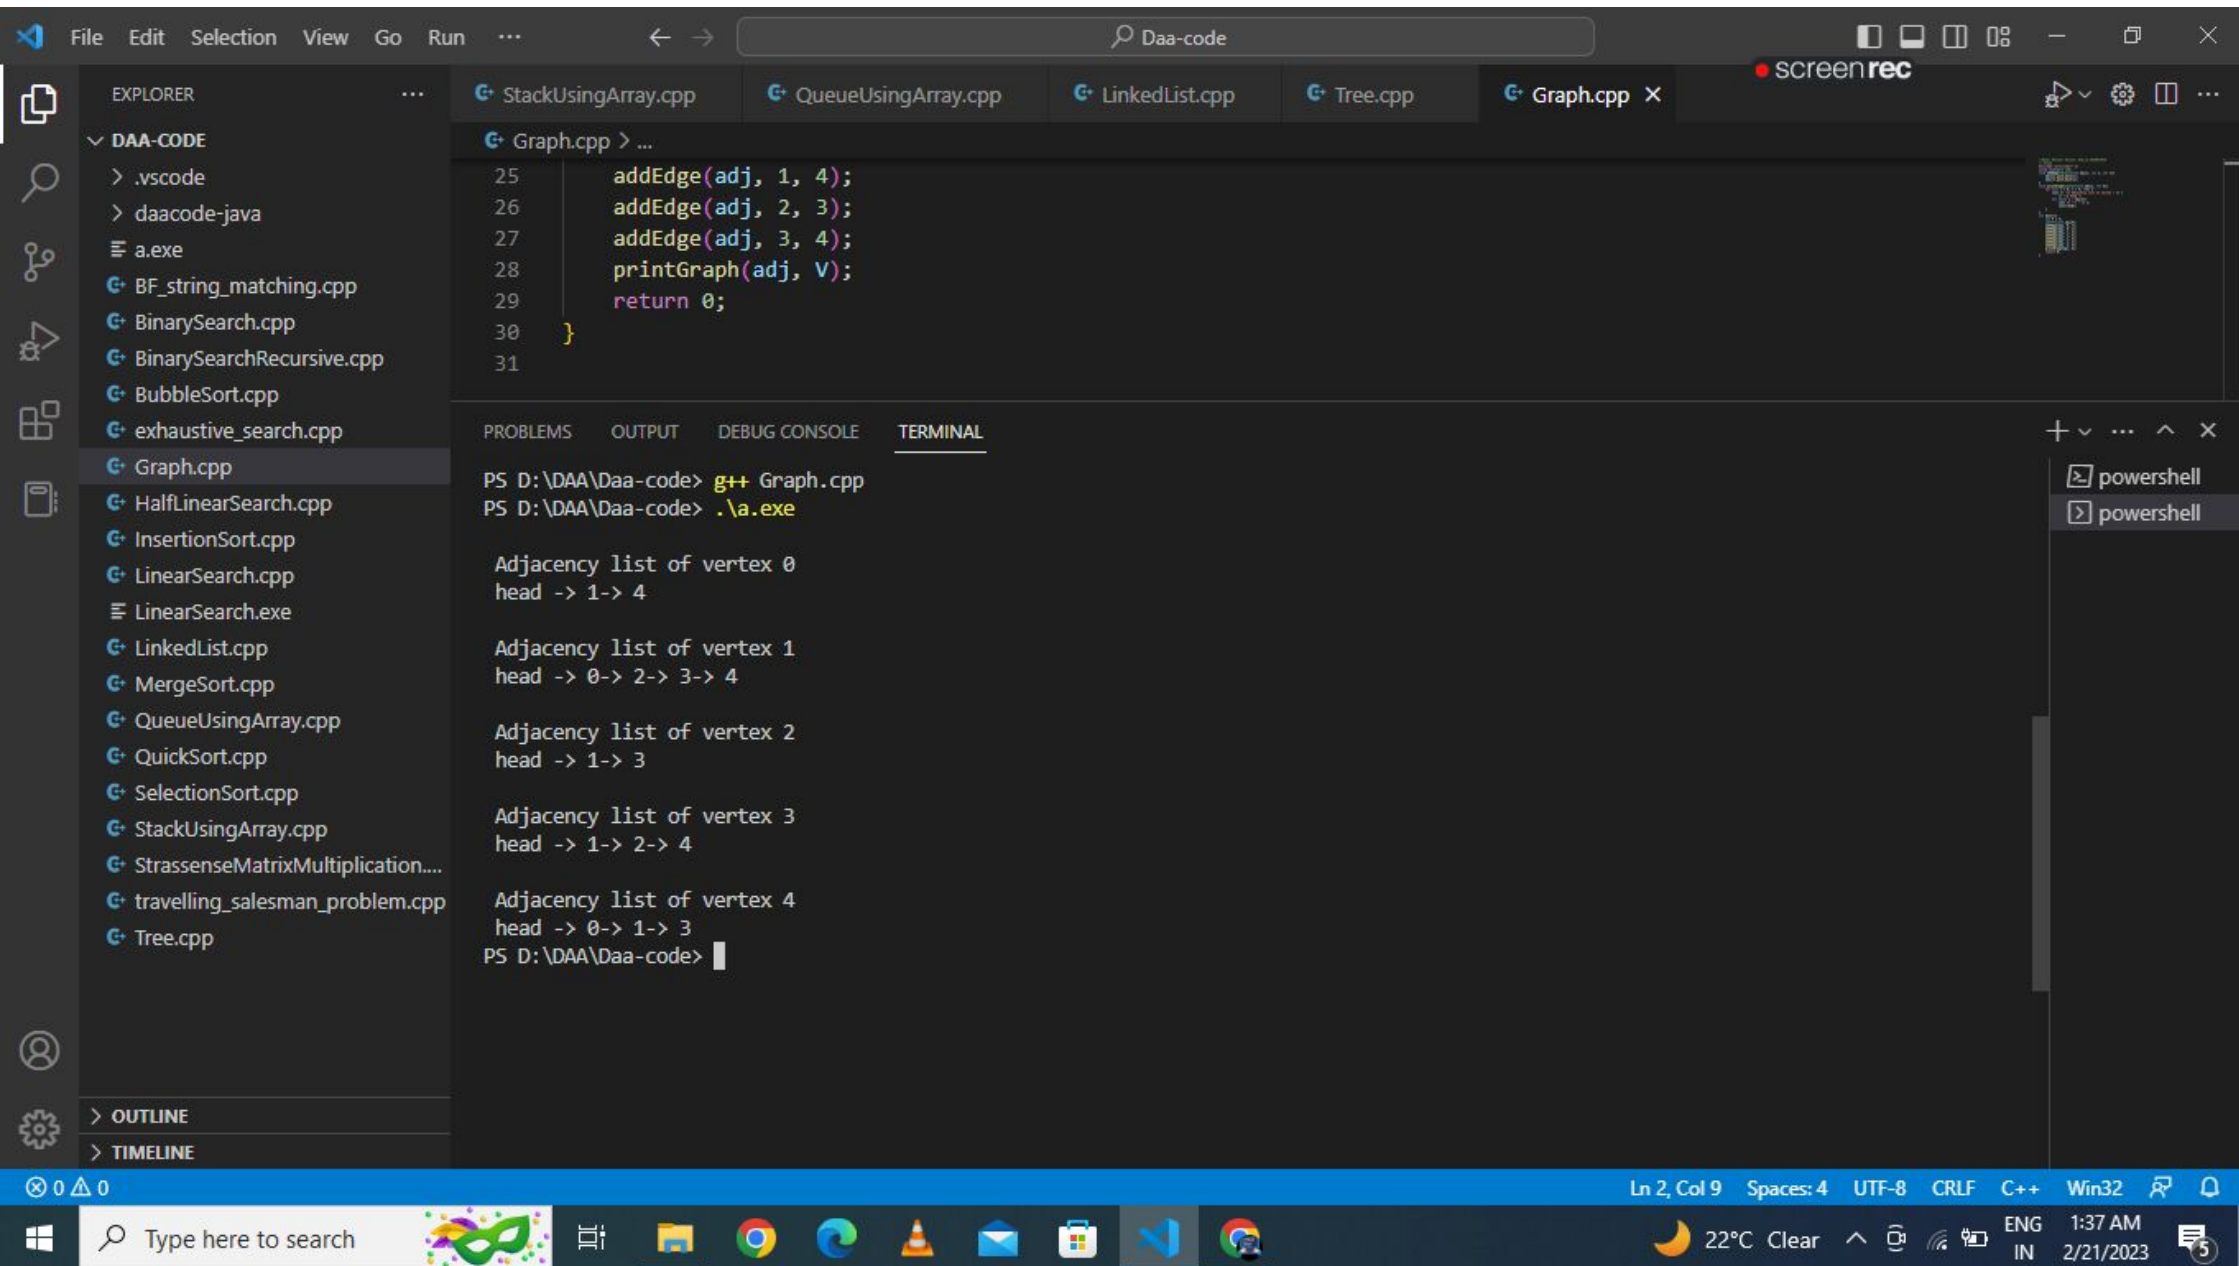 File Edit Selection View Go Run ...
Daa-code
screenrec
EXPLORER
StackUsingArray.cpp
QueueUsingArray.cpp
LinkedList.cpp
Tree.cpp
Graph.cpp
DAA-CODE
.vscode
daacode-java
a.exe
BF_string_matching.cpp
BinarySearch.cpp
BinarySearchRecursive.cpp
BubbleSort.cpp
exhaustive_search.cpp
Graph.cpp
HalfLinearSearch.cpp
InsertionSort.cpp
LinearSearch.cpp
LinearSearch.exe
LinkedList.cpp
MergeSort.cpp
QueueUsingArray.cpp
QuickSort.cpp
SelectionSort.cpp
StackUsingArray.cpp
StrassenseMatrixMultiplication....
travelling_salesman_problem.cpp
Tree.cpp
OUTLINE
TIMELINE
Graph.cpp > ...
25 addEdge(adj, 1, 4);
26 addEdge(adj, 2, 3);
27 addEdge(adj, 3, 4);
28 printGraph(adj, V);
29 return 0;
30 }
31
PROBLEMS OUTPUT DEBUG CONSOLE TERMINAL
PS D:\DAA\Daa-code> g++ Graph.cpp
PS D:\DAA\Daa-code> .\a.exe
Adjacency list of vertex 0
head -> 1-> 4
Adjacency list of vertex 1
head -> 0-> 2-> 3-> 4
Adjacency list of vertex 2
head -> 1-> 3
Adjacency list of vertex 3
head -> 1-> 2-> 4
Adjacency list of vertex 4
head -> 0-> 1-> 3
PS D:\DAA\Daa-code>
powershell
powershell
0 0
Ln 2, Col 9 Spaces: 4 UTF-8 CRLF C++ Win32
Type here to search
22°C Clear
ENG
IN
1:37 AM
2/21/2023
5